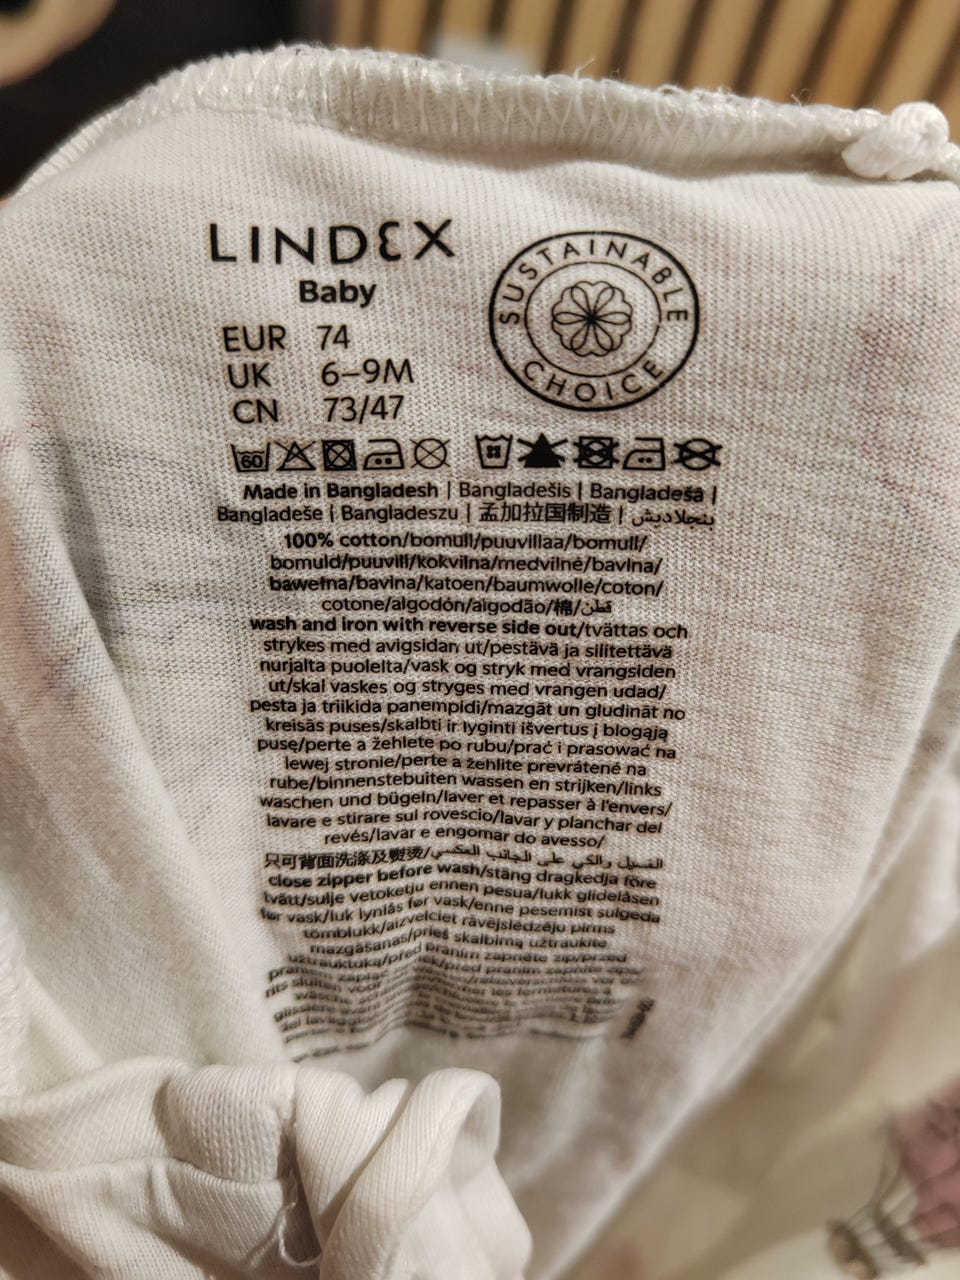 LINDEX
Baby
SUSTAINABLE CHOICE
EUR 74
UK 6–9M
CN 73/47
60
Made in Bangladesh | Bangladešis | Bangladešā |
Bangladeše | Bangladeszu | 孟加拉国制造 | بنجلاديش
100% cotton/bomull/puuvillaa/bomull/
bomuld/puuvill/kokvilna/medvilnė/bavlna/
bawełna/bavlna/katoen/baumwolle/coton/
cotone/algodón/algodão/棉/قطن
wash and iron with reverse side out/tvättas och
strykes med avigsidan ut/pestävä ja silitettävä
nurjalta puolelta/vask og stryk med vrangsiden
ut/skal vaskes og stryges med vrangen udad/
pesta ja triikida panempidi/mazgāt un gludināt no
kreisās puses/skalbti ir lyginti išvertus į blogąją
pusę/perte a žehlete po rubu/prać i prasować na
lewej stronie/perte a žehlite prevrátené na
rube/binnenstebuiten wassen en strijken/links
waschen und bügeln/laver et repasser à l'envers/
lavare e stirare sul rovescio/lavar y planchar del
revés/lavar e engomar do avesso/
只可背面洗涤及熨烫/الغسيل والكي على الجانب العكسي
close zipper before wash/stäng dragkedja före
tvätt/sulje vetoketju ennen pesua/lukk glidelåsen
før vask/luk lynlås før vask/enne pesemist sulgeda
tõmblukk/aizvelciet rāvējslēdzēju pirms
mazgāšanas/prieš skalbimą užtraukite
užtrauktuką/před praním zapněte zip/przed